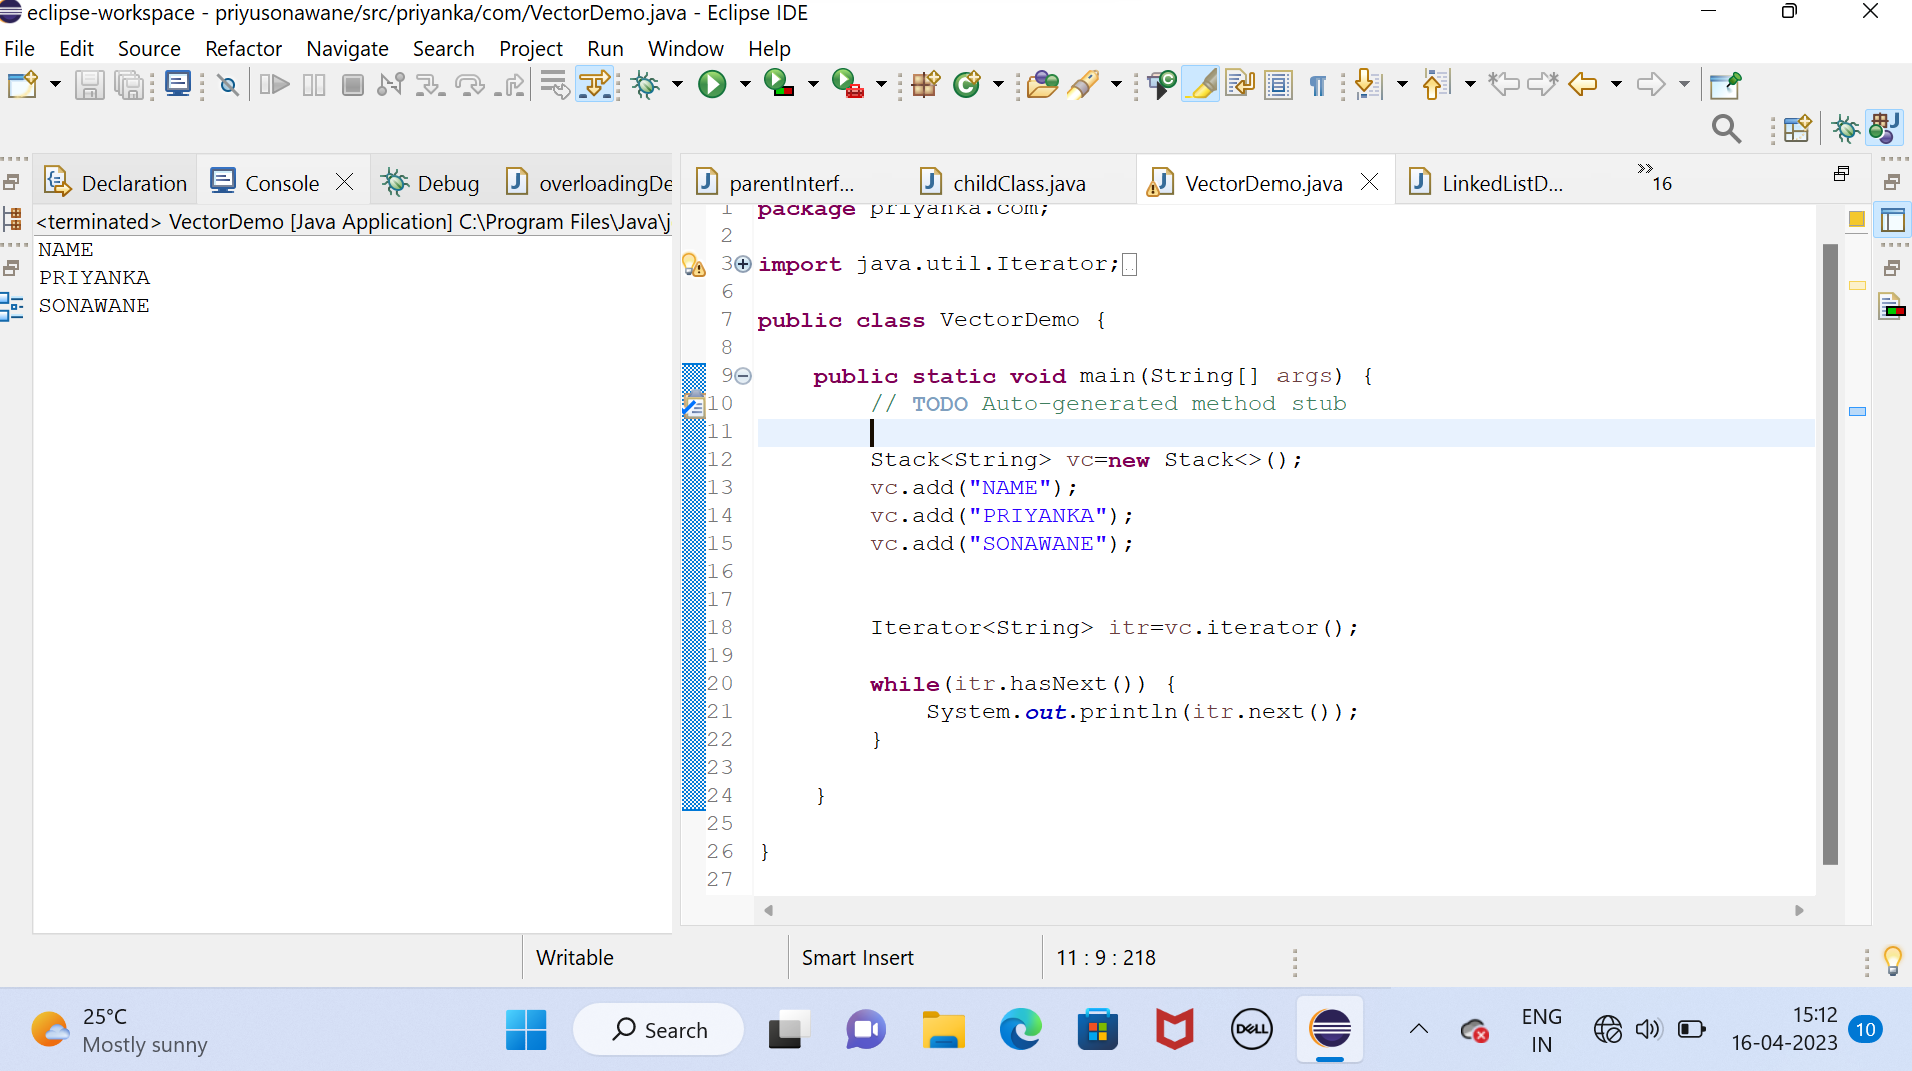 eclipse-workspace - priyusonawane/src/priyanka/com/VectorDemo.java - Eclipse IDE
File Edit Source Refactor Navigate Search Project Run Window Help
Declaration Console Debug overloadingDe
<terminated> VectorDemo [Java Application] C:\Program Files\Java\j
NAME
PRIYANKA
SONAWANE
parentInterf... childClass.java VectorDemo.java LinkedListD... 16
1 package priyanka.com;
2
3 import java.util.Iterator;
6
7 public class VectorDemo {
8
9 public static void main(String[] args) {
10 // TODO Auto-generated method stub
11
12 Stack<String> vc=new Stack<>();
13 vc.add("NAME");
14 vc.add("PRIYANKA");
15 vc.add("SONAWANE");
16
17
18 Iterator<String> itr=vc.iterator();
19
20 while(itr.hasNext()) {
21 System.out.println(itr.next());
22 }
23
24 }
25
26 }
27
Writable Smart Insert 11 : 9 : 218
25°C
Mostly sunny
Search
DELL
ENG
IN
15:12
16-04-2023
10